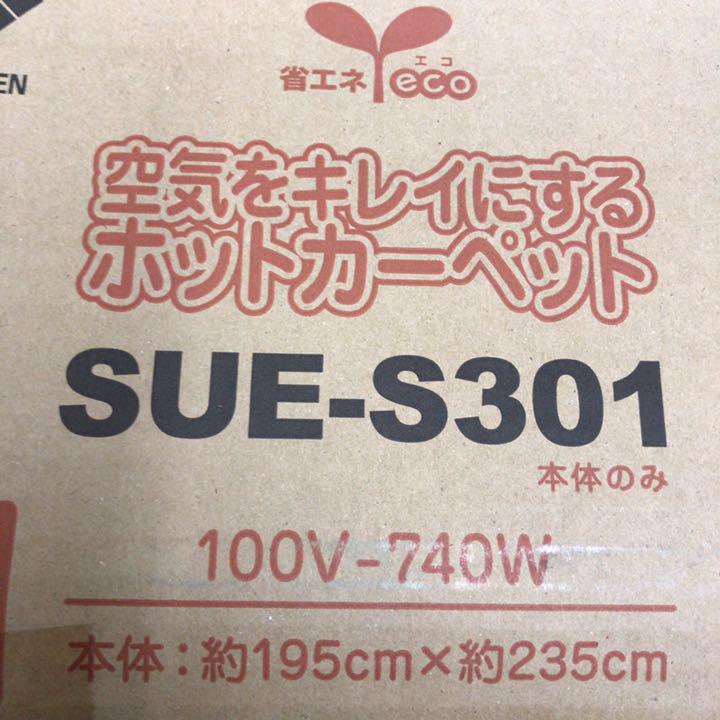 EN
エコ
省エネ eco
空気をキレイにする
ホットカーペット
SUE-S301
本体のみ
100V-740W
本体：約195cm×約235cm